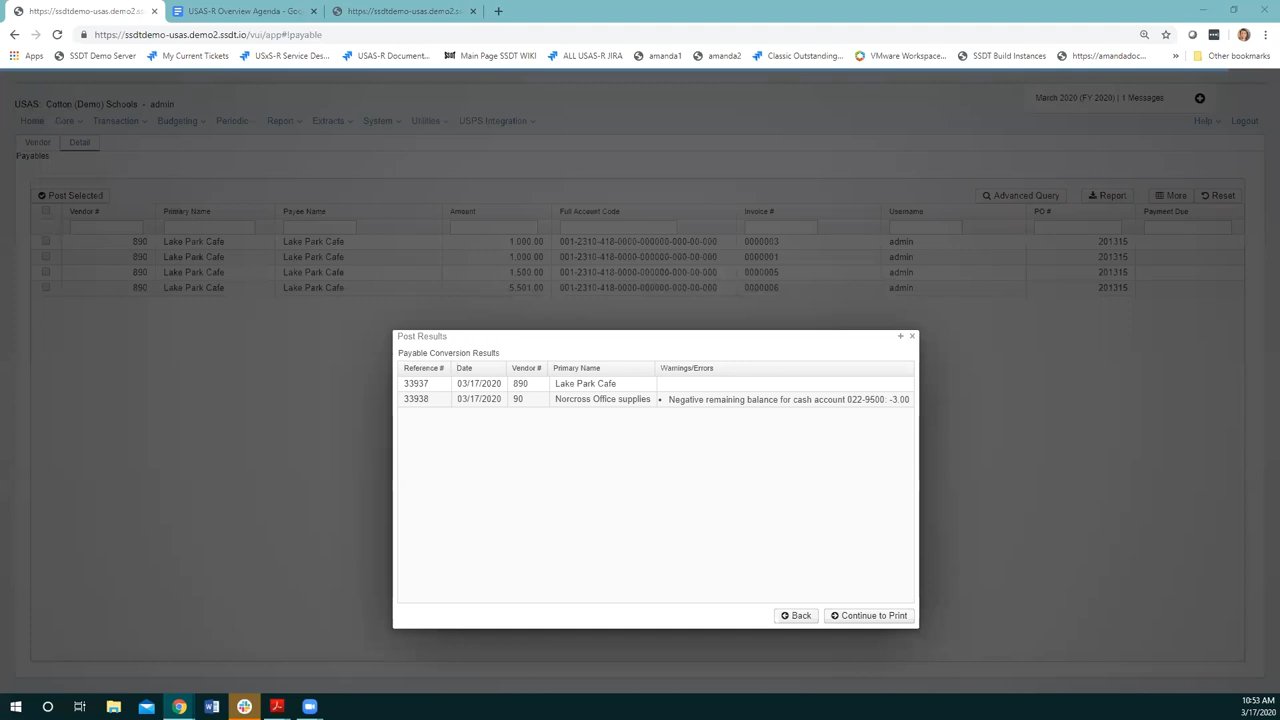 https://ssdtdemo-usas.demo2.s × USAS-R Overview Agenda - Goo × https://ssdtdemo-usas.demo2.s ×
https://ssdtdemo-usas.demo2.ssdt.io/vui/app#!payable
Apps SSDT Demo Server My Current Tickets USxS-R Service Des... USAS-R Document... Main Page SSDT WIKI ALL USAS-R JIRA amanda1 amanda2 Classic Outstanding... VMware Workspace... SSDT Build Instances https://amandadoc... » Other bookmarks
USAS: Cotton (Demo) Schools - admin March 2020 (FY 2020) | 1 Messages
Home Core Transaction Budgeting Periodic Report Extracts System Utilities USPS Integration Help Logout
Vendor Detail
Payables
Post Selected Advanced Query Report More Reset
Vendor # Primary Name Payee Name Amount Full Account Code Invoice # Username PO # Payment Due
890 Lake Park Cafe Lake Park Cafe 1,000.00 001-2310-418-0000-000000-000-00-000 0000003 admin 201315
890 Lake Park Cafe Lake Park Cafe 1,000.00 001-2310-418-0000-000000-000-00-000 0000001 admin 201315
890 Lake Park Cafe Lake Park Cafe 1,500.00 001-2310-418-0000-000000-000-00-000 0000005 admin 201315
890 Lake Park Cafe Lake Park Cafe 5,501.00 001-2310-418-0000-000000-000-00-000 0000006 admin 201315
Post Results + ×
Payable Conversion Results
Reference # Date Vendor # Primary Name Warnings/Errors
33937 03/17/2020 890 Lake Park Cafe
33938 03/17/2020 90 Norcross Office supplies • Negative remaining balance for cash account 022-9500: -3.00
Back Continue to Print
10:53 AM
3/17/2020